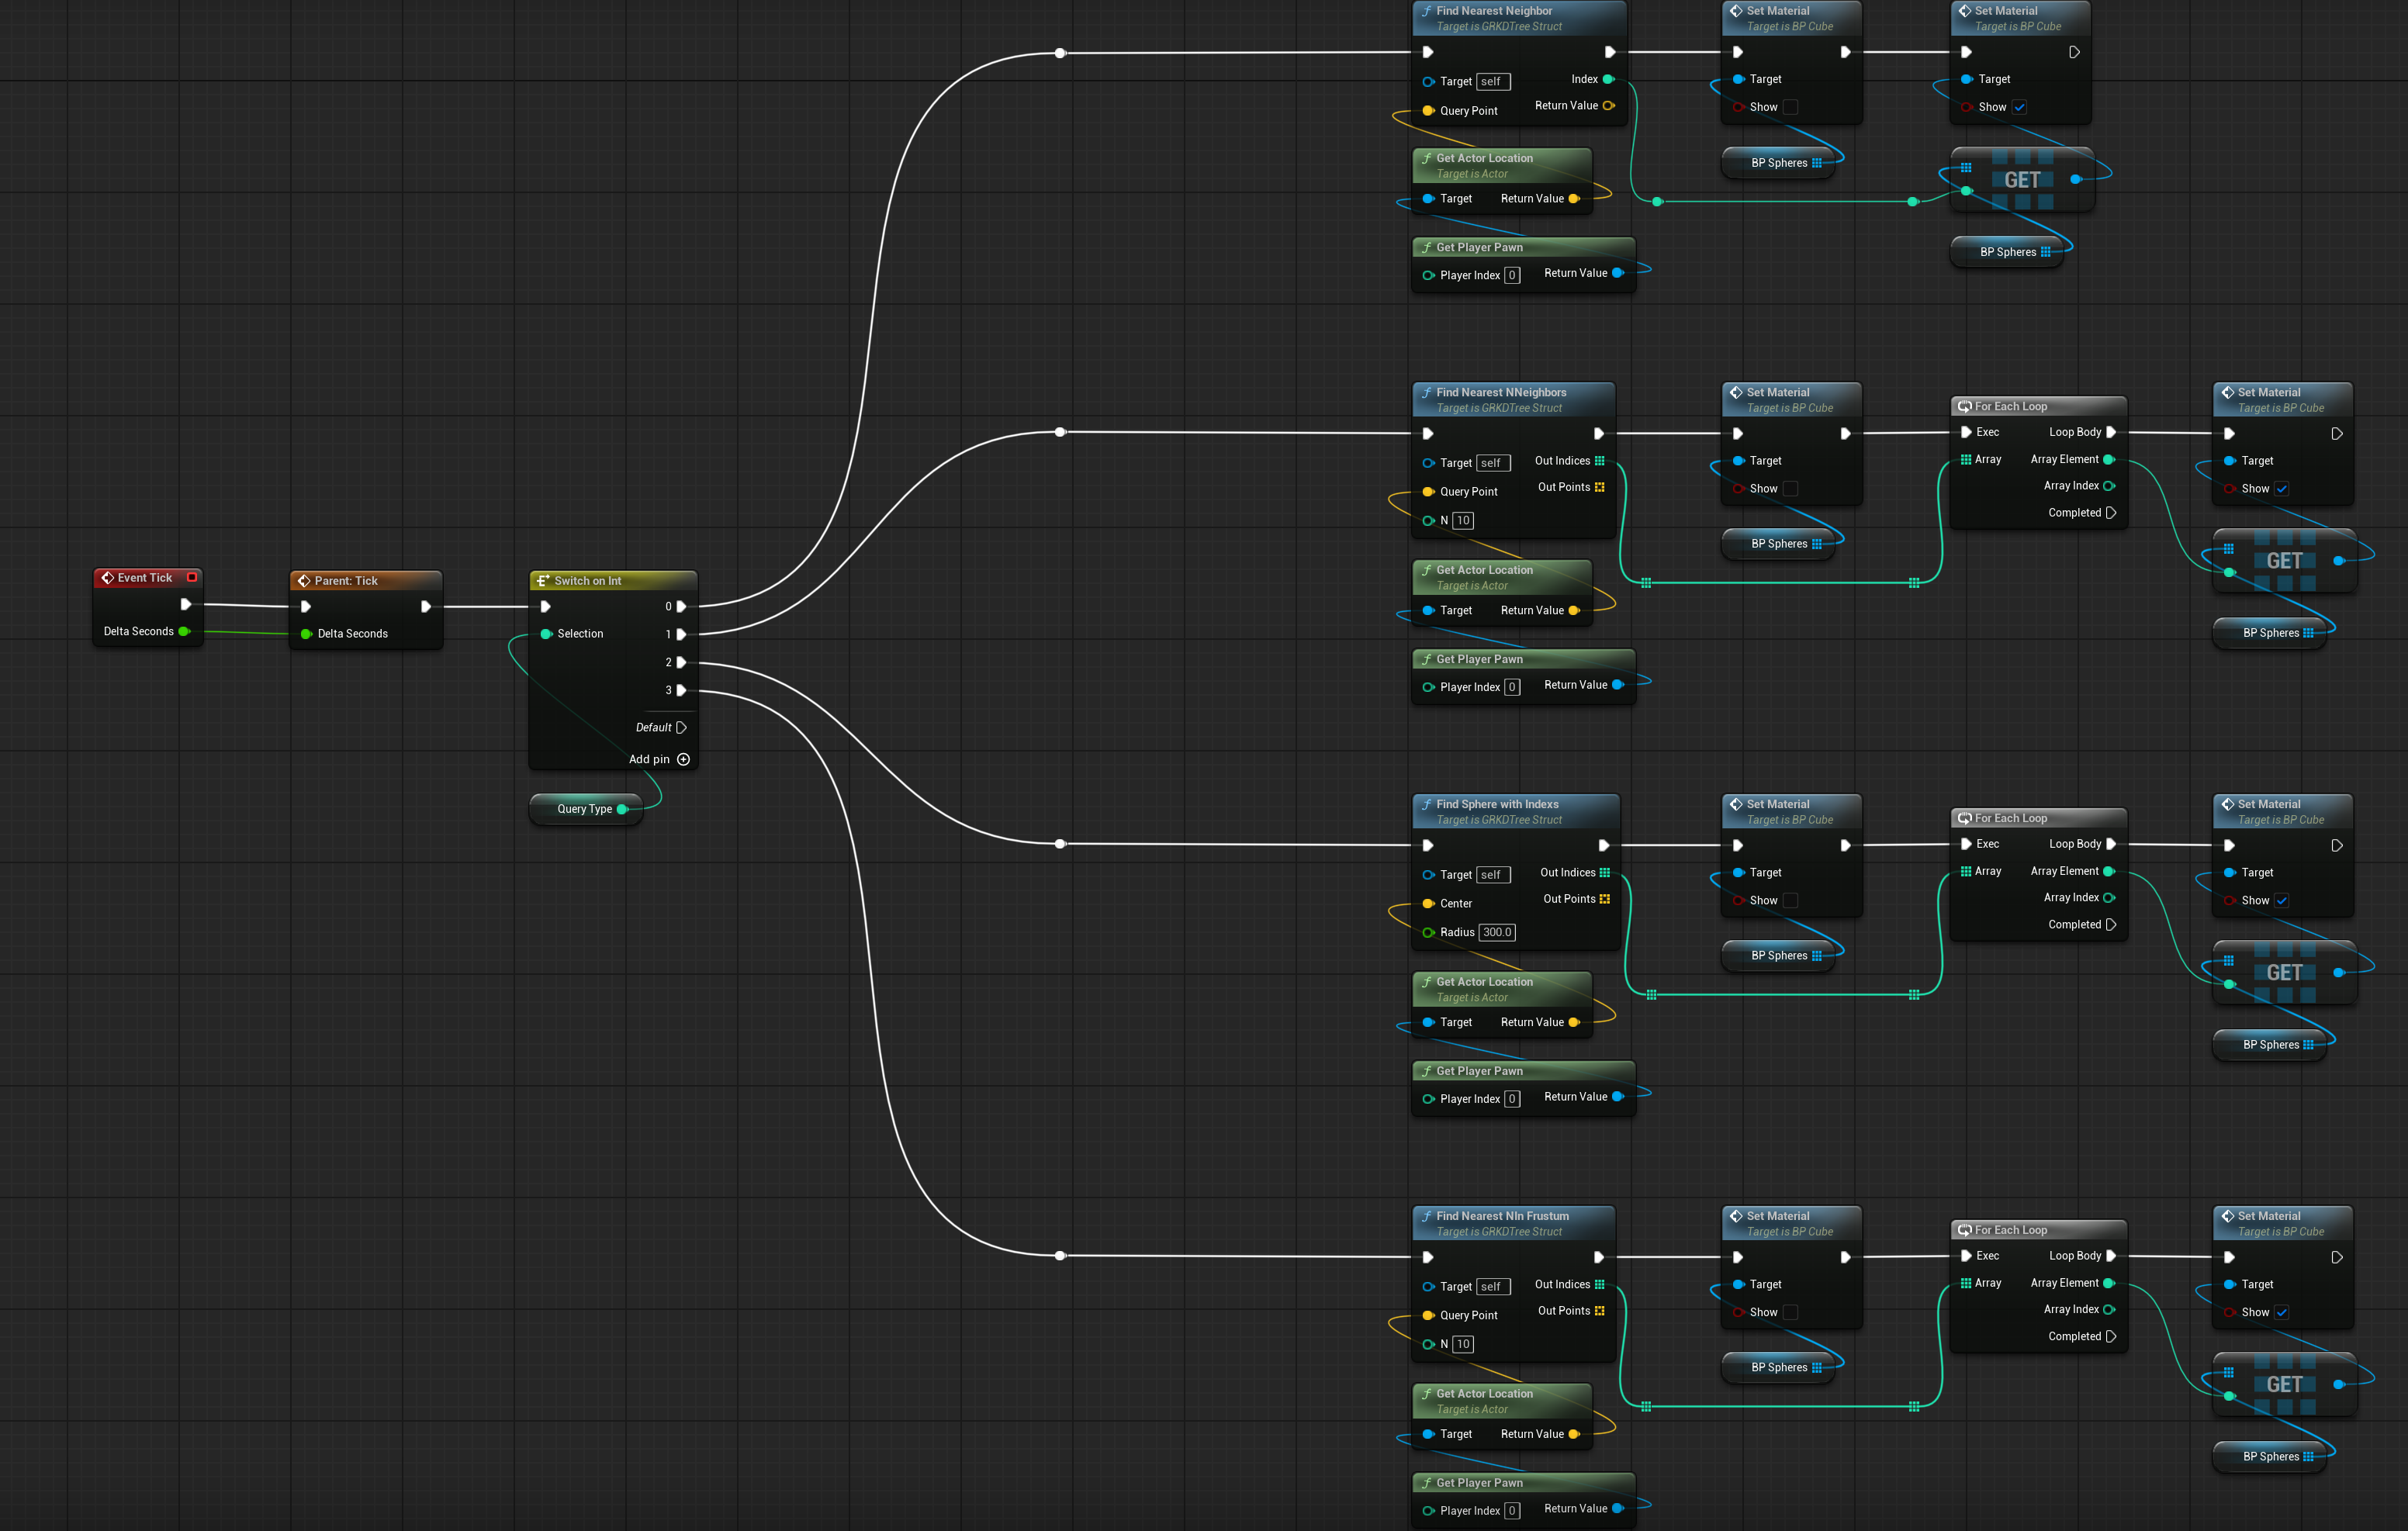 Event Tick
Delta Seconds
Parent: Tick
Delta Seconds
Switch on Int
0
Selection
1
2
3
Default
Add pin
Query Type
Find Nearest Neighbor
Target is GRKDTree Struct
Target self
Index
Query Point
Return Value
Get Actor Location
Target is Actor
Target
Return Value
Get Player Pawn
Player Index 0
Return Value
Set Material
Target is BP Cube
Target
Show
BP Spheres
Set Material
Target is BP Cube
Target
Show
GET
BP Spheres
Find Nearest NNeighbors
Target is GRKDTree Struct
Target self
Out Indices
Query Point
Out Points
N 10
Get Actor Location
Target is Actor
Target
Return Value
Get Player Pawn
Player Index 0
Return Value
Set Material
Target is BP Cube
Target
Show
BP Spheres
For Each Loop
Exec
Loop Body
Array
Array Element
Array Index
Completed
Set Material
Target is BP Cube
Target
Show
GET
BP Spheres
Find Sphere with Indexs
Target is GRKDTree Struct
Target self
Out Indices
Center
Out Points
Radius 300.0
Get Actor Location
Target is Actor
Target
Return Value
Get Player Pawn
Player Index 0
Return Value
Set Material
Target is BP Cube
Target
Show
BP Spheres
For Each Loop
Exec
Loop Body
Array
Array Element
Array Index
Completed
Set Material
Target is BP Cube
Target
Show
GET
BP Spheres
Find Nearest NIn Frustum
Target is GRKDTree Struct
Target self
Out Indices
Query Point
Out Points
N 10
Get Actor Location
Target is Actor
Target
Return Value
Get Player Pawn
Player Index 0
Return Value
Set Material
Target is BP Cube
Target
Show
BP Spheres
For Each Loop
Exec
Loop Body
Array
Array Element
Array Index
Completed
Set Material
Target is BP Cube
Target
Show
GET
BP Spheres